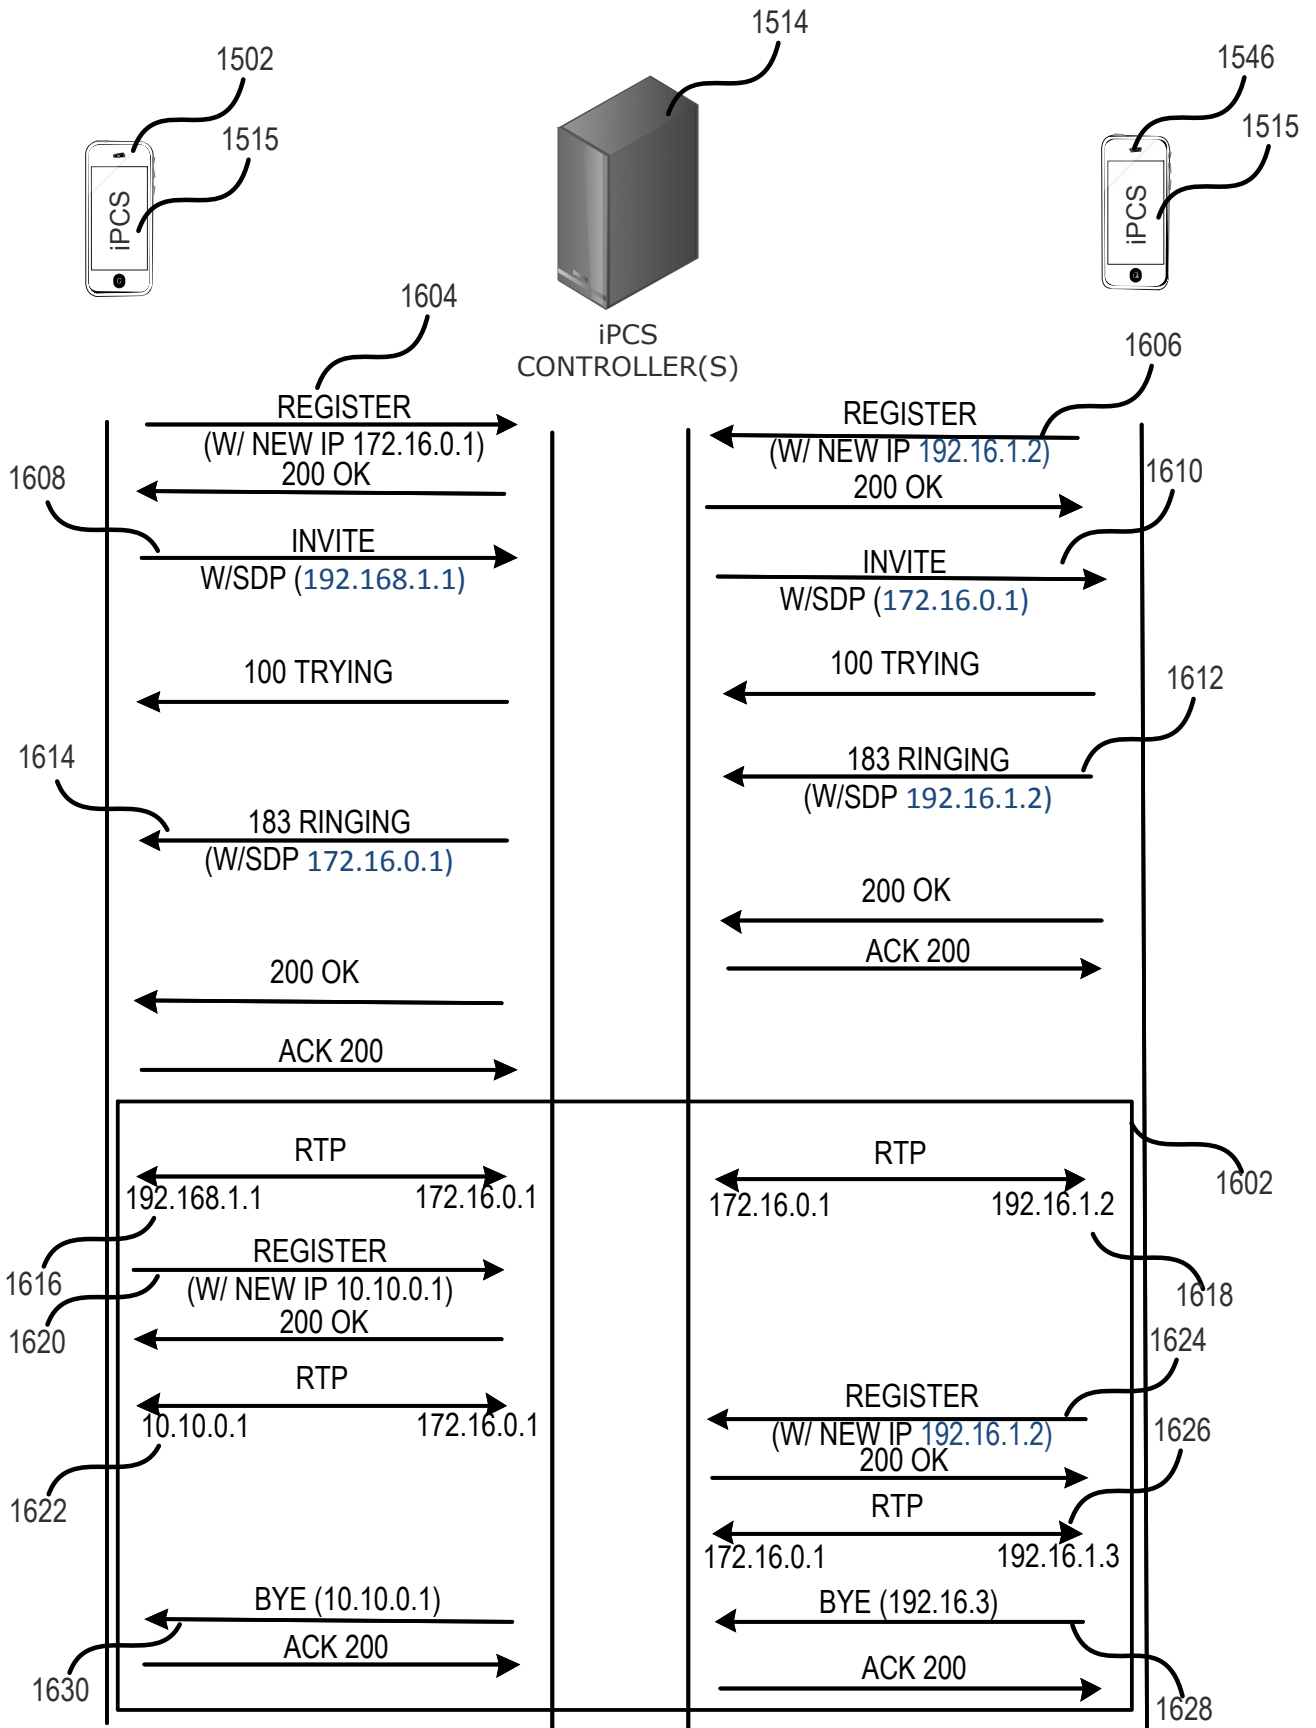 1514
1502
1546
1515
1515
iPCS
iPCS
1604
iPCS
CONTROLLER(S)
1606
REGISTER
(W/ NEW IP 172.16.0.1)
REGISTER
(W/ NEW IP 192.16.1.2)
200 OK
200 OK
1608
1610
INVITE
W/SDP (192.168.1.1)
INVITE
W/SDP (172.16.0.1)
100 TRYING
100 TRYING
1612
183 RINGING
(W/SDP 192.16.1.2)
1614
183 RINGING
(W/SDP 172.16.0.1)
200 OK
ACK 200
200 OK
ACK 200
RTP
192.168.1.1 172.16.0.1
RTP
172.16.0.1 192.16.1.2
1602
1616
REGISTER
(W/ NEW IP 10.10.0.1)
1618
1620
200 OK
1624
RTP
10.10.0.1 172.16.0.1
REGISTER
(W/ NEW IP 192.16.1.2)
1626
200 OK
1622
RTP
172.16.0.1 192.16.1.3
BYE (10.10.0.1)
BYE (192.16.3)
ACK 200
ACK 200
1630
1628